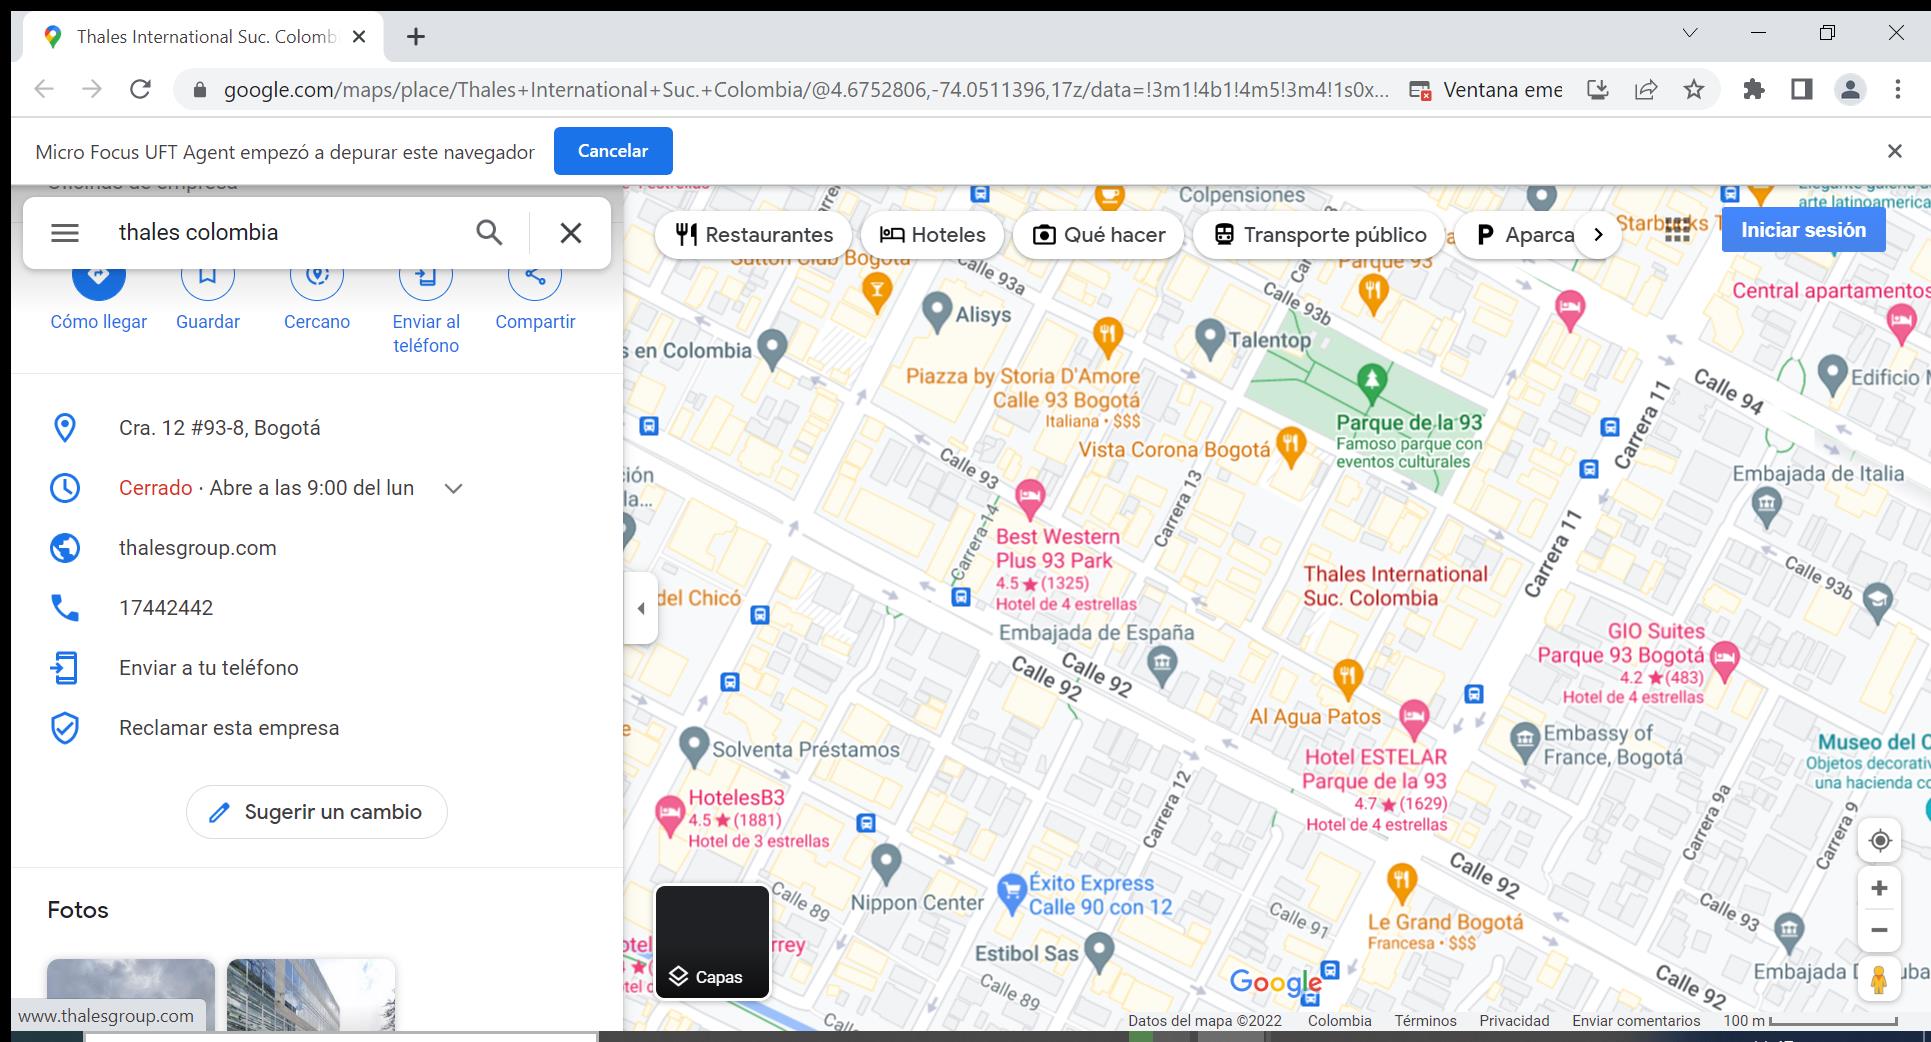 Thales International Suc. Colomb
google.com/maps/place/Thales+International+Suc.+Colombia/@4.6752806,-74.0511396,17z/data=!3m1!4b1!4m5!3m4!1s0x...
Ventana eme
Micro Focus UFT Agent empezó a depurar este navegador
Cancelar
thales colombia
Cómo llegar
Guardar
Cercano
Enviar al
teléfono
Compartir
Cra. 12 #93-8, Bogotá
Cerrado · Abre a las 9:00 del lun
thalesgroup.com
17442442
Enviar a tu teléfono
Reclamar esta empresa
Sugerir un cambio
Fotos
www.thalesgroup.com
Restaurantes
Hoteles
Qué hacer
Transporte público
Aparca
Iniciar sesión
Colpensiones
arte latinoamerica
Starbucks T
Sutton Club Bogotá
Calle 93a
Parque 93
Calle 93b
Central apartamentos
Alisys
s en Colombia
Talentop
Piazza by Storia D'Amore
Calle 93 Bogotá
Italiana · $$$
Calle 94
Edificio
Carrera 11
Parque de la 93
Famoso parque con
eventos culturales
Vista Corona Bogotá
Calle 93
Embajada de Italia
ción
la...
Carrera 14
Carrera 13
Carrera 11
Best Western
Plus 93 Park
4.5 ★ (1325)
Hotel de 4 estrellas
Thales International
Suc. Colombia
Calle 93b
del Chicó
Embajada de España
GIO Suites
Parque 93 Bogotá
4.2 ★ (483)
Hotel de 4 estrellas
Calle 92
Calle 92
Al Agua Patos
Solventa Préstamos
Embassy of
France, Bogotá
Hotel ESTELAR
Parque de la 93
4.7 ★ (1629)
Hotel de 4 estrellas
Museo del C
Objetos decorativ
una hacienda co
HotelesB3
4.5 ★ (1881)
Hotel de 3 estrellas
Carrera 12
Carrera 9a
Carrera 9
Calle 92
Nippon Center
Éxito Express
Calle 90 con 12
Calle 89
Calle 91
Calle 93
Le Grand Bogotá
Francesa · $$$
Estibol Sas
Capas
rrey
Calle 89
Google
Embajada
uba
Calle 92
Datos del mapa ©2022
Colombia
Términos
Privacidad
Enviar comentarios
100 m